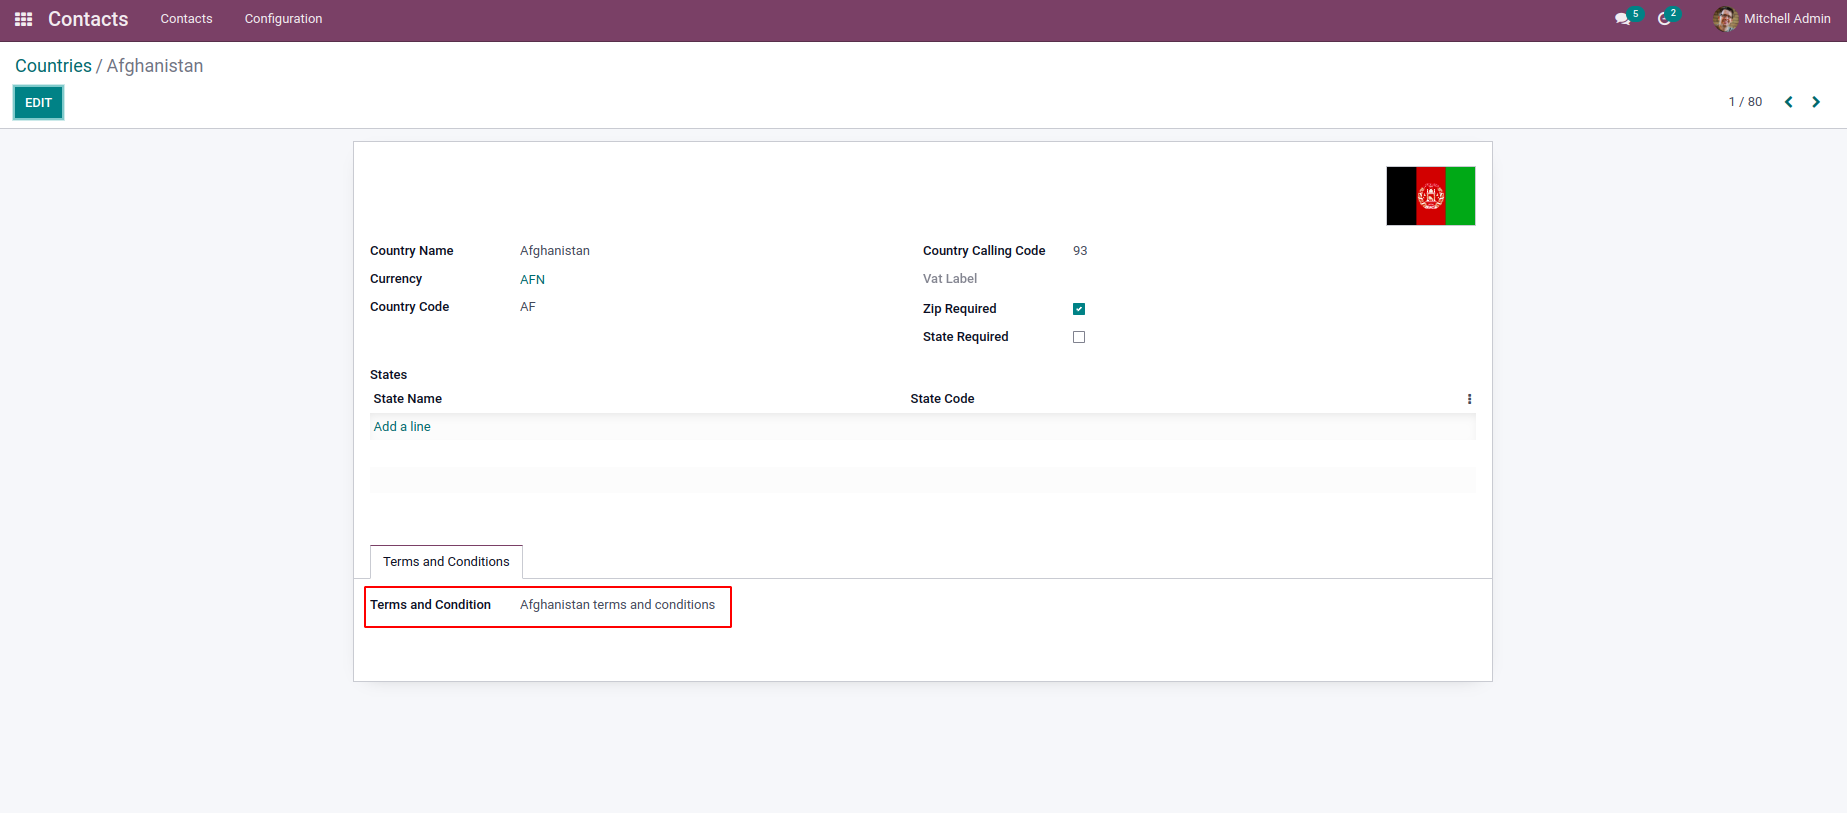 Contacts Contacts Configuration 5 2 Mitchell Admin
Countries / Afghanistan
EDIT 1 / 80
Country Name Afghanistan Country Calling Code 93
Currency AFN Vat Label
Country Code AF Zip Required
State Required
States
State Name State Code
Add a line
Terms and Conditions
Terms and Condition Afghanistan terms and conditions